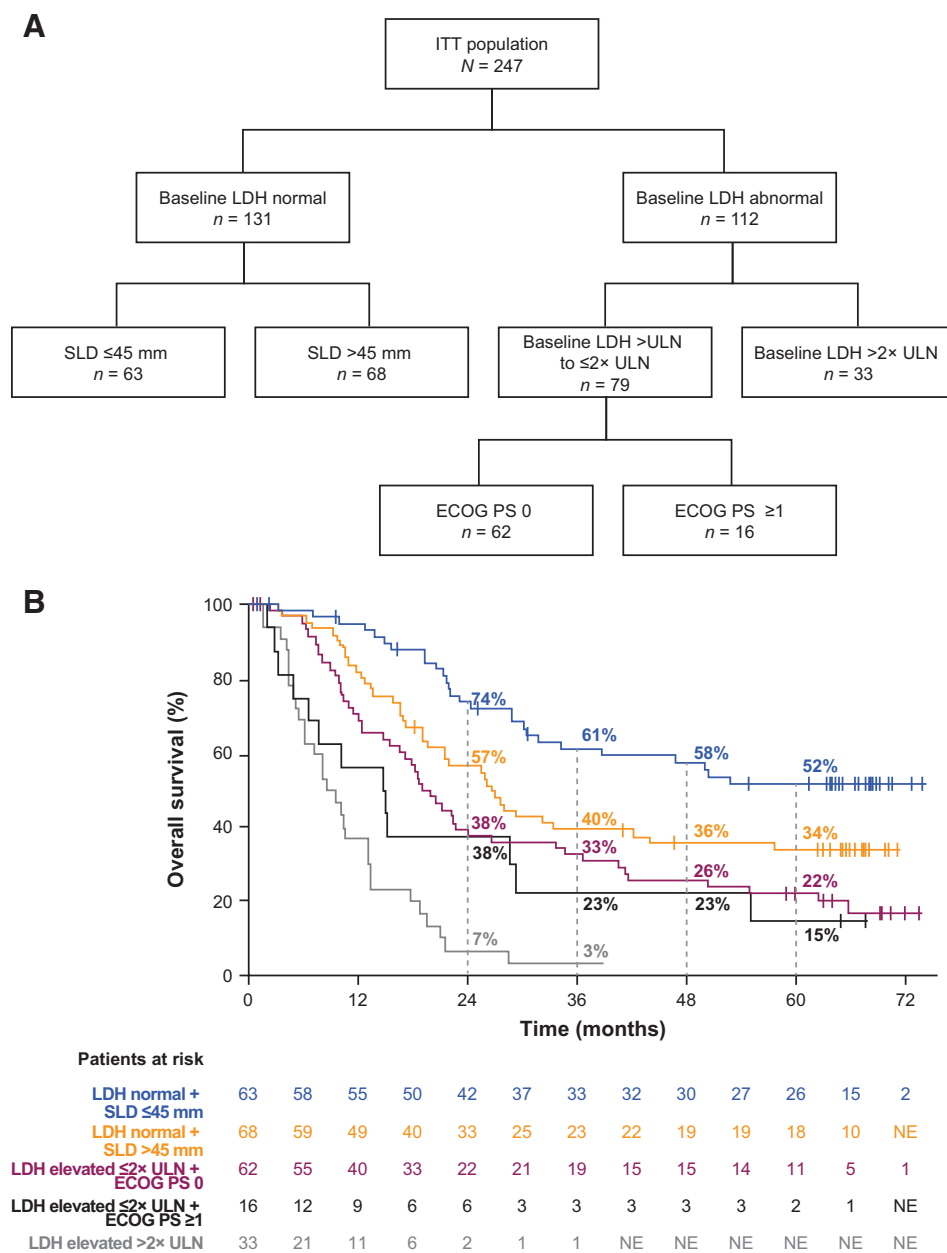 A
ITT population
N = 247
Baseline LDH normal
n = 131
Baseline LDH abnormal
n = 112
SLD ≤45 mm
n = 63
SLD >45 mm
n = 68
Baseline LDH >ULN
to ≤2× ULN
n = 79
Baseline LDH >2× ULN
n = 33
ECOG PS 0
n = 62
ECOG PS ≥1
n = 16
B
Overall survival (%)
100
80
60
40
20
0
74%
61%
58%
52%
57%
40%
36%
34%
38%
33%
26%
22%
38%
23%
23%
15%
7%
3%
0 12 24 36 48 60 72
Time (months)
Patients at risk
LDH normal +
SLD ≤45 mm
63 58 55 50 42 37 33 32 30 27 26 15 2
LDH normal +
SLD >45 mm
68 59 49 40 33 25 23 22 19 19 18 10 NE
LDH elevated ≤2× ULN +
ECOG PS 0
62 55 40 33 22 21 19 15 15 14 11 5 1
LDH elevated ≤2× ULN +
ECOG PS ≥1
16 12 9 6 6 3 3 3 3 3 2 1 NE
LDH elevated >2× ULN
33 21 11 6 2 1 1 NE NE NE NE NE NE